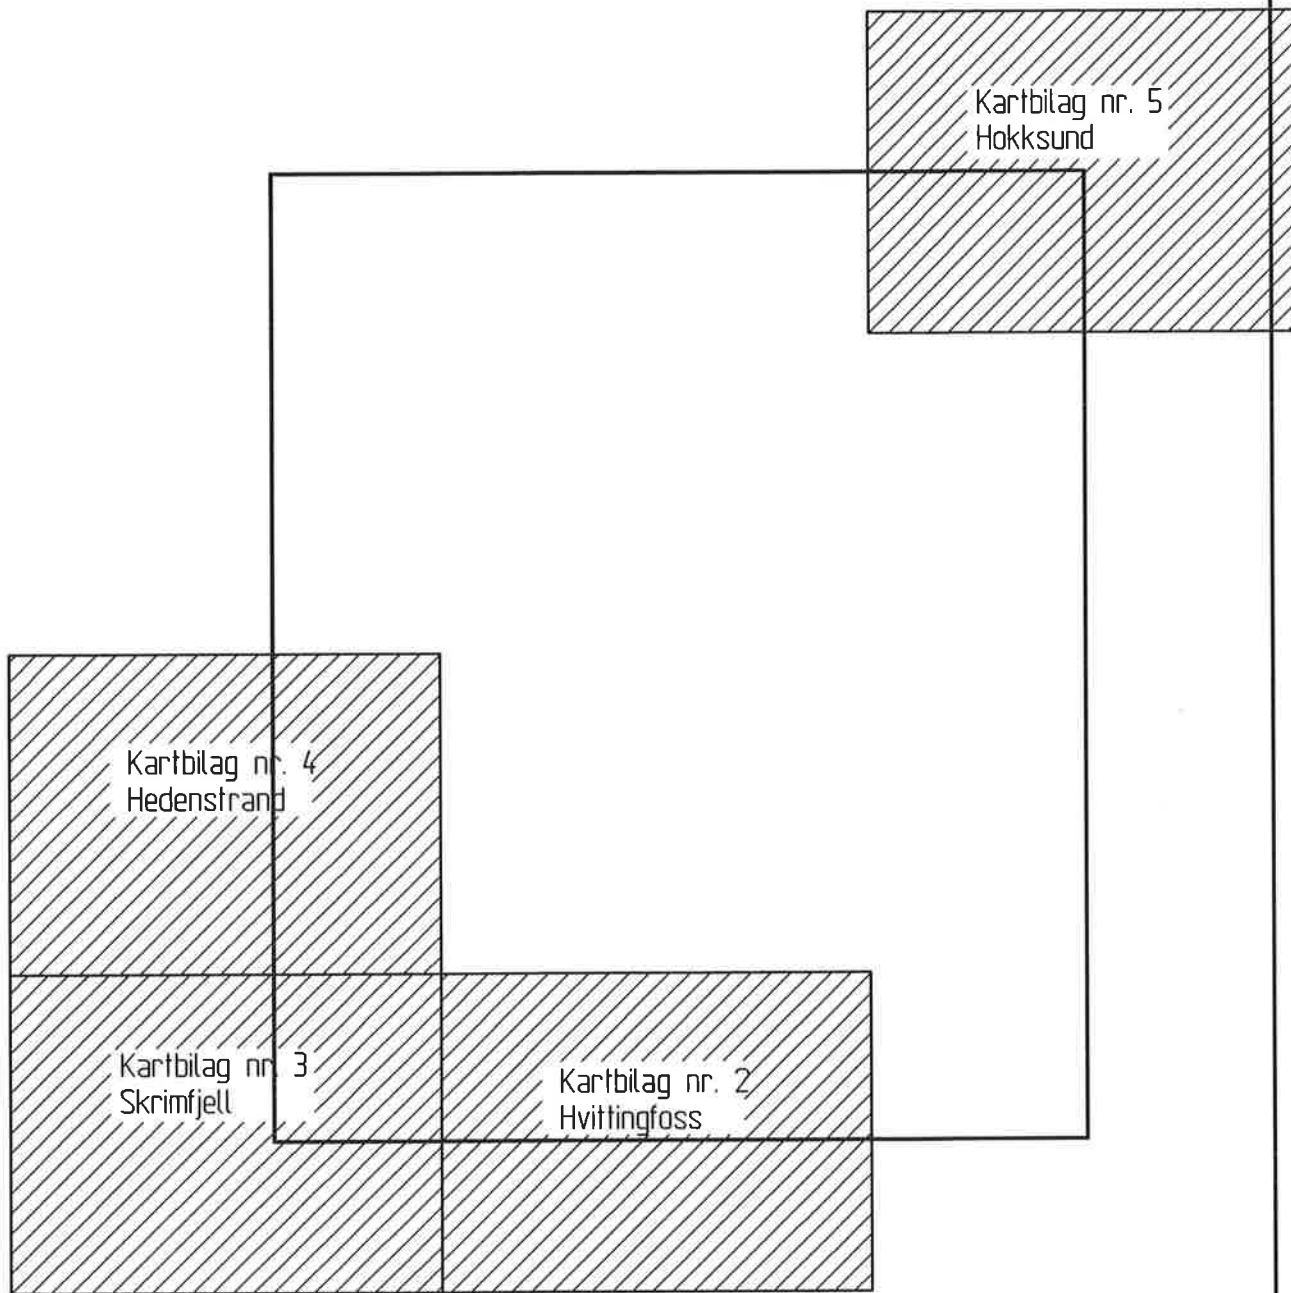 Kartbilag nr. 5
Hokksund
Kartbilag nr. 4
Hedenstrand
Kartbilag nr. 3
Skrimfjell
Kartbilag nr. 2
Hvittingfoss